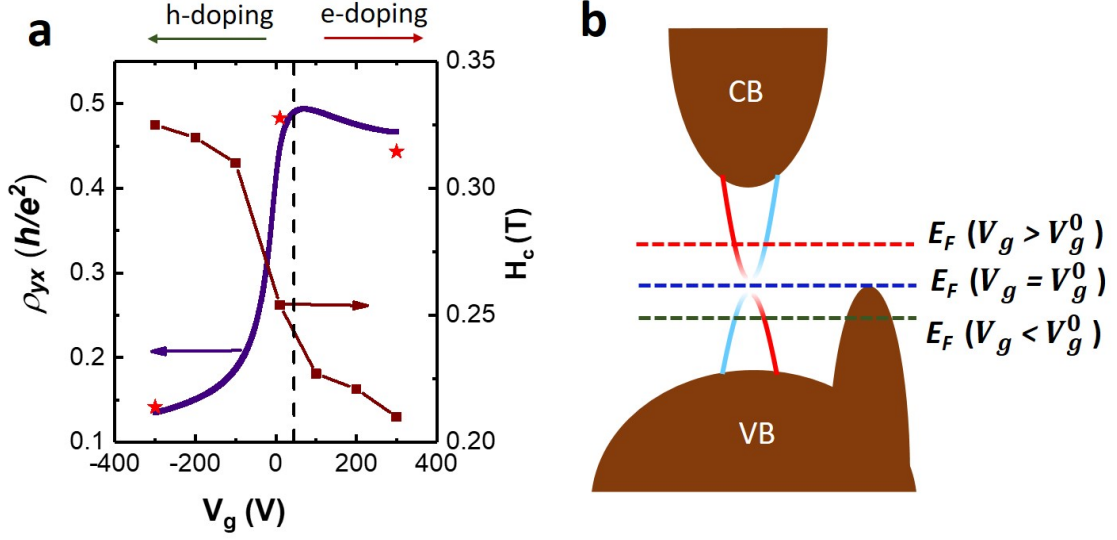 a
h-doping
e-doping
0.5
0.4
0.3
0.2
0.1
ρyx (h/e²)
0.35
0.30
0.25
0.20
Hc (T)
-400 -200 0 200 400
Vg (V)
b
CB
VB
EF (Vg > Vg⁰)
EF (Vg = Vg⁰)
EF (Vg < Vg⁰)